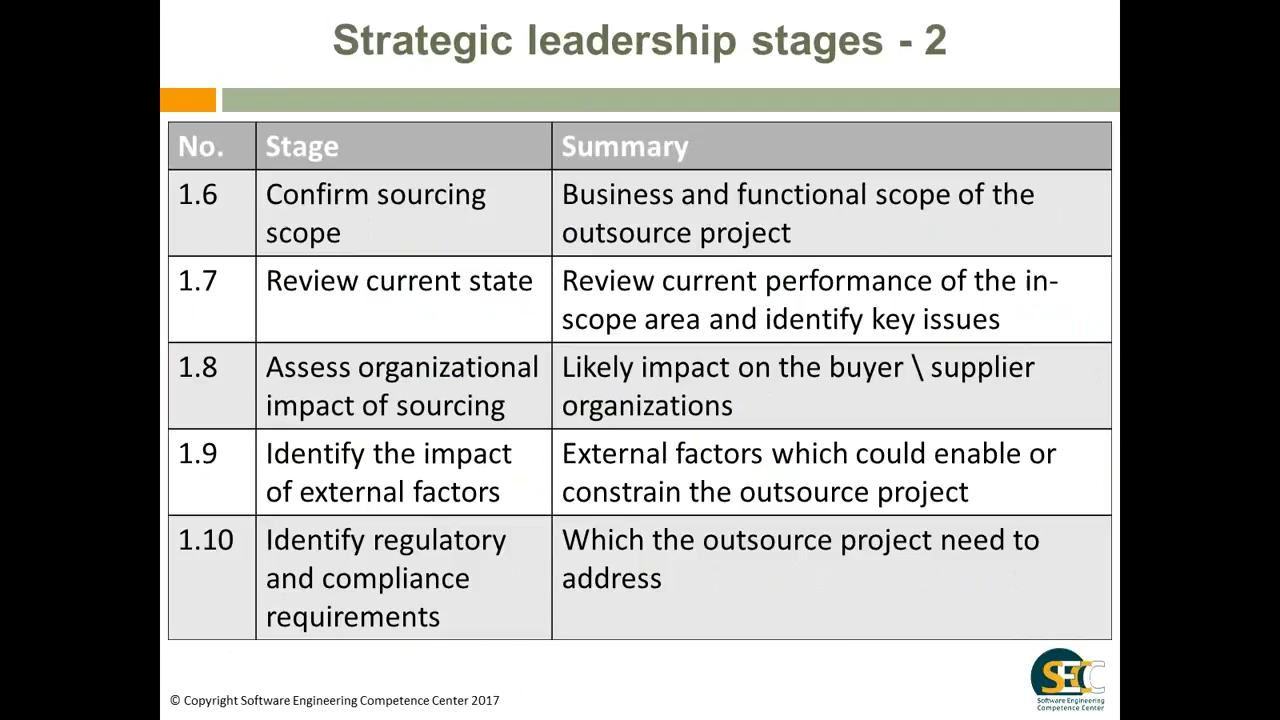 Strategic leadership stages - 2
No. Stage Summary
1.6 Confirm sourcing Business and functional scope of the
scope outsource project
1.7 Review current state Review current performance of the in-
scope area and identify key issues
1.8 Assess organizational Likely impact on the buyer \ supplier
impact of sourcing organizations
1.9 Identify the impact External factors which could enable or
of external factors constrain the outsource project
1.10 Identify regulatory Which the outsource project need to
and compliance address
requirements
SECC
Software Engineering
Competence Center
© Copyright Software Engineering Competence Center 2017